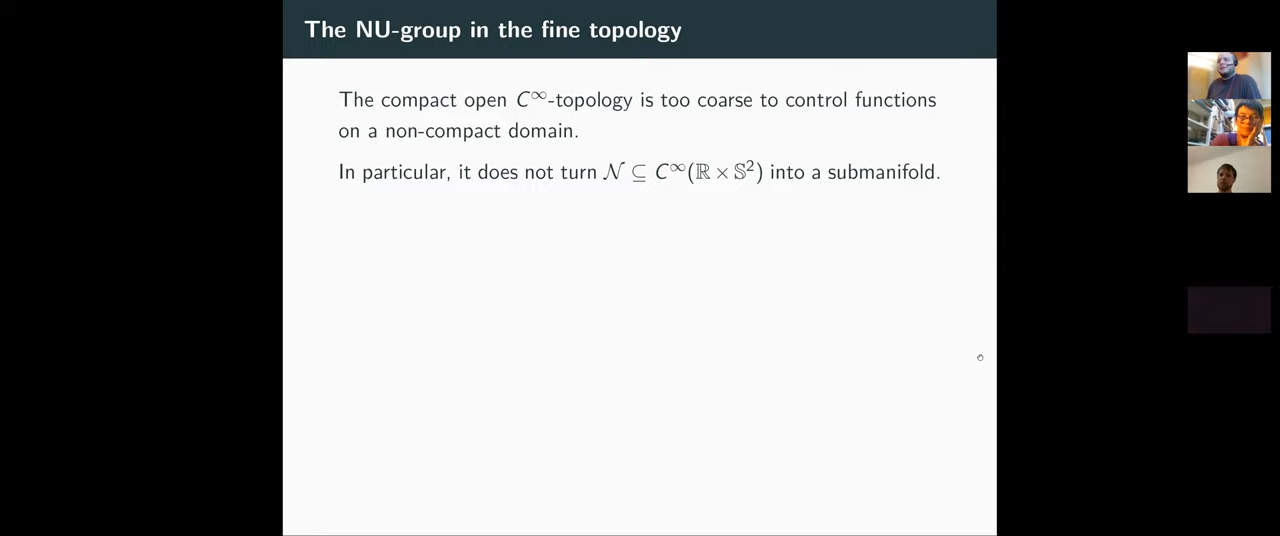 The NU-group in the fine topology
The compact open C∞-topology is too coarse to control functions
on a non-compact domain.
In particular, it does not turn 𝒩 ⊆ C∞(ℝ × 𝕊²) into a submanifold.